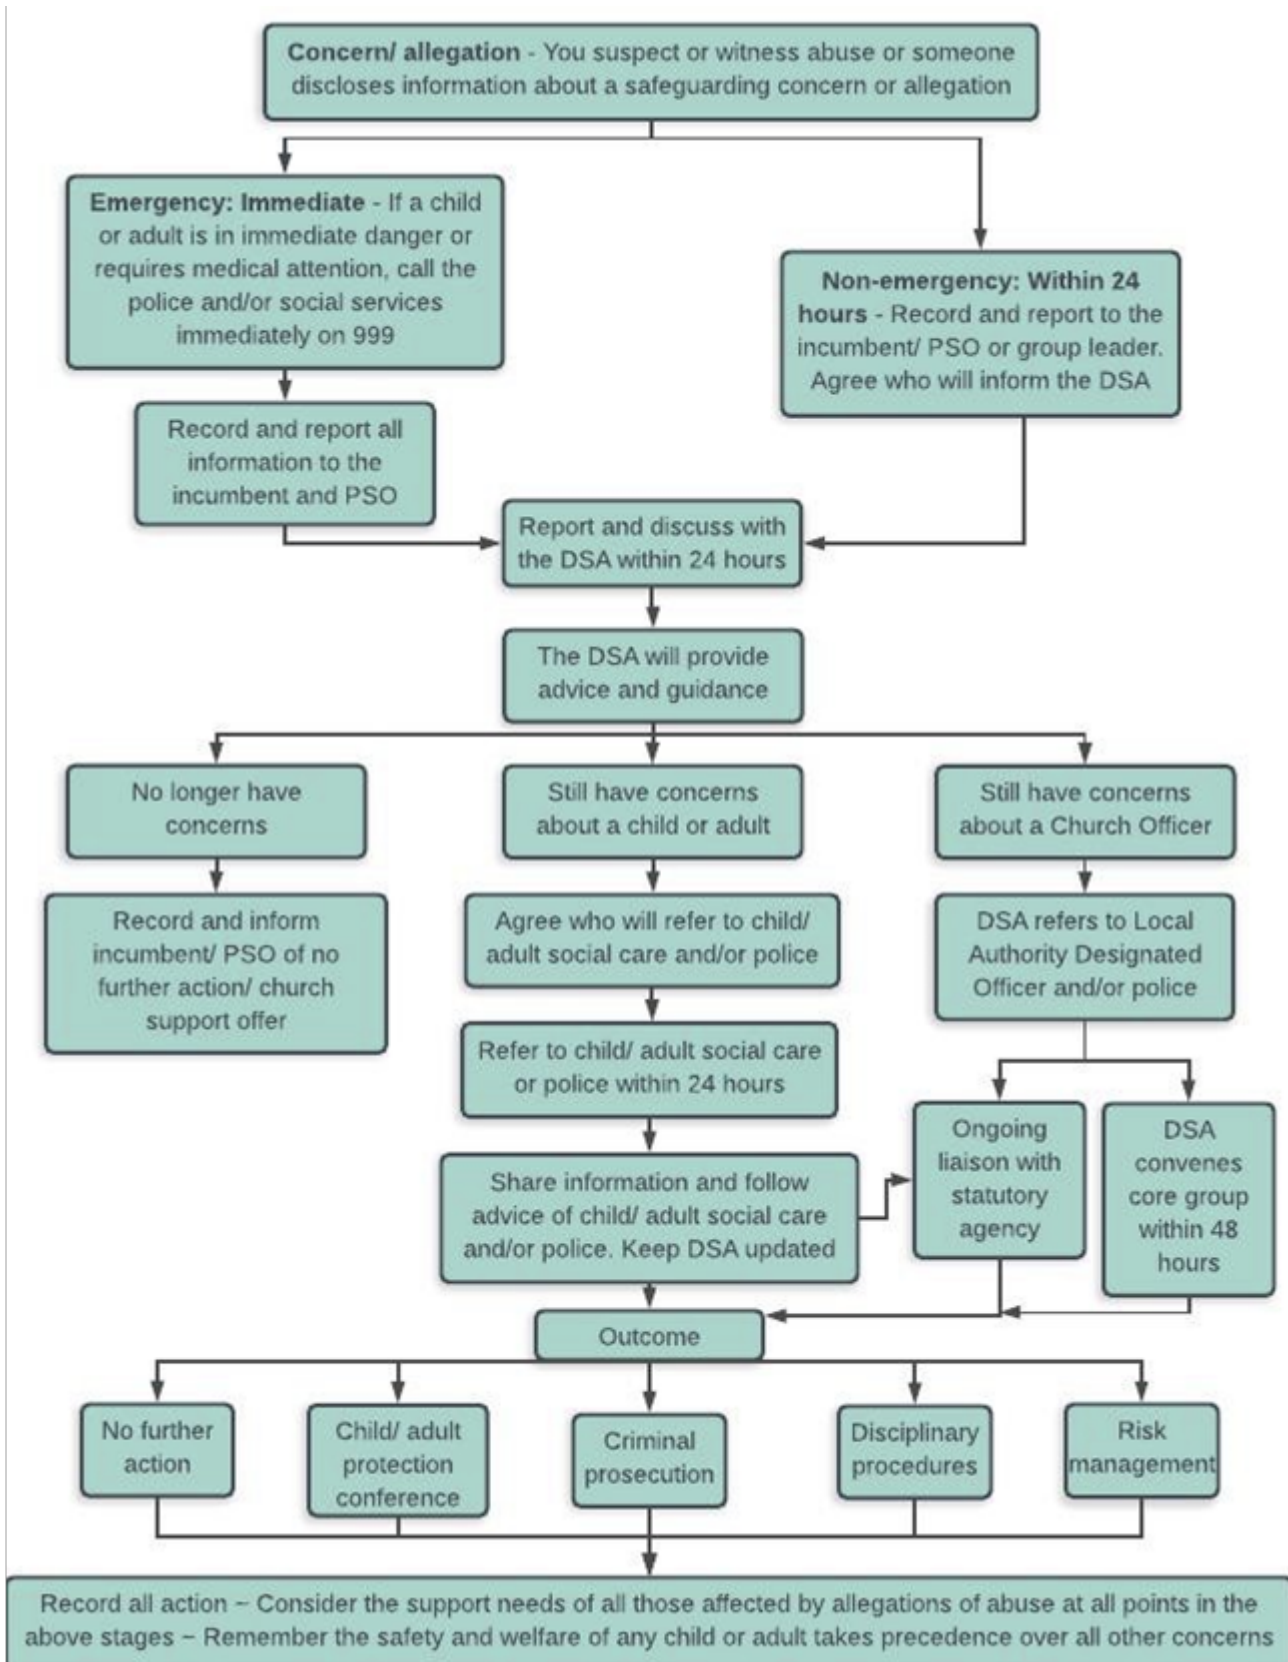 Concern/ allegation - You suspect or witness abuse or someone
discloses information about a safeguarding concern or allegation
Emergency: Immediate - If a child
or adult is in immediate danger or
requires medical attention, call the
police and/or social services
immediately on 999
Non-emergency: Within 24
hours - Record and report to the
incumbent/ PSO or group leader.
Agree who will inform the DSA
Record and report all
information to the
incumbent and PSO
Report and discuss with
the DSA within 24 hours
The DSA will provide
advice and guidance
No longer have
concerns
Still have concerns
about a child or adult
Still have concerns
about a Church Officer
Record and inform
incumbent/ PSO of no
further action/ church
support offer
Agree who will refer to child/
adult social care and/or police
DSA refers to Local
Authority Designated
Officer and/or police
Refer to child/ adult social care
or police within 24 hours
Share information and follow
advice of child/ adult social care
and/or police. Keep DSA updated
Ongoing
liaison with
statutory
agency
DSA
convenes
core group
within 48
hours
Outcome
No further
action
Child/ adult
protection
conference
Criminal
prosecution
Disciplinary
procedures
Risk
management
Record all action – Consider the support needs of all those affected by allegations of abuse at all points in the
above stages – Remember the safety and welfare of any child or adult takes precedence over all other concerns